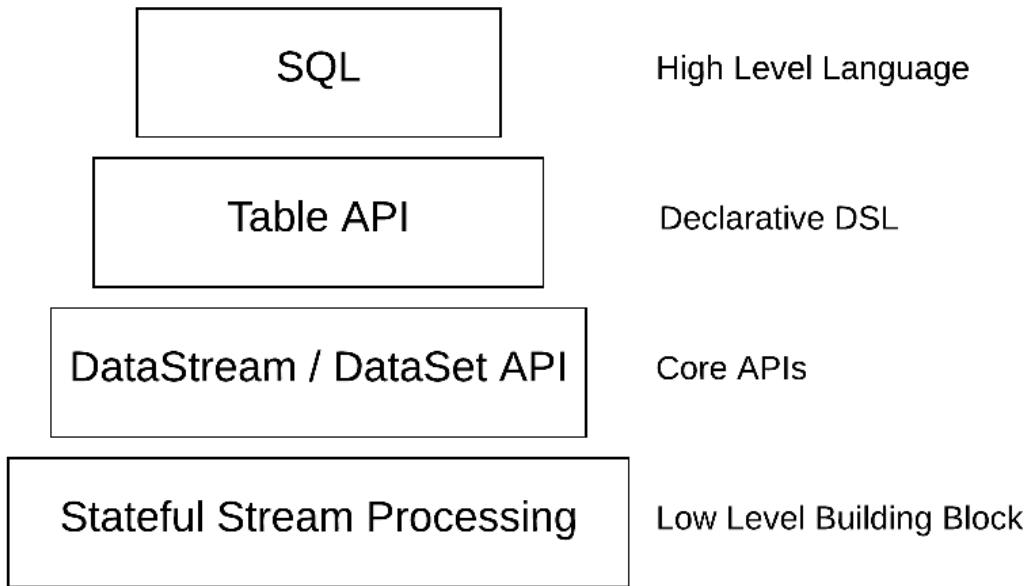 SQL
High Level Language
Table API
Declarative DSL
DataStream / DataSet API
Core APIs
Stateful Stream Processing
Low Level Building Block